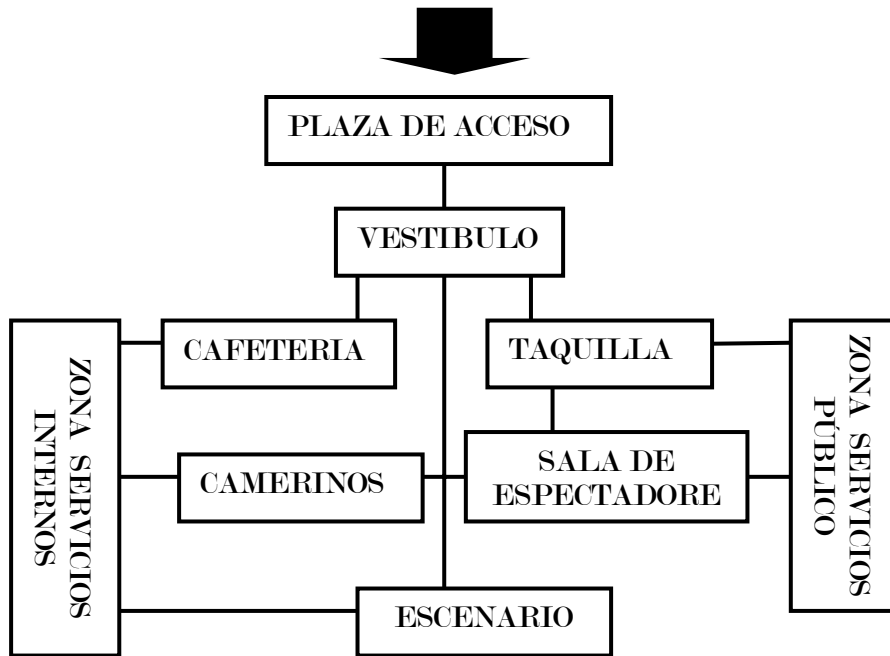 PLAZA DE ACCESO
VESTIBULO
CAFETERIA
TAQUILLA
ZONA SERVICIOS
INTERNOS
ZONA SERVICIOS
PÚBLICO
CAMERINOS
SALA DE
ESPECTADORE
ESCENARIO